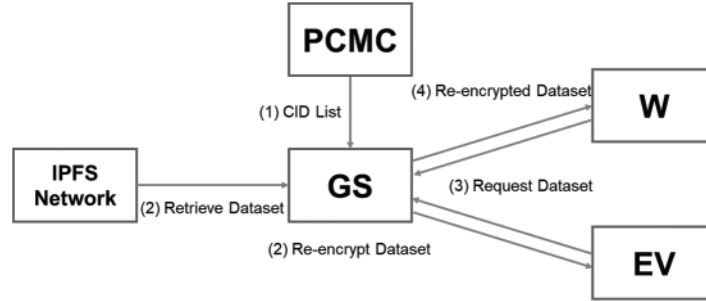 PCMC
(1) CID List
(4) Re-encrypted Dataset
W
IPFS
Network
(2) Retrieve Dataset
GS
(3) Request Dataset
(2) Re-encrypt Dataset
EV